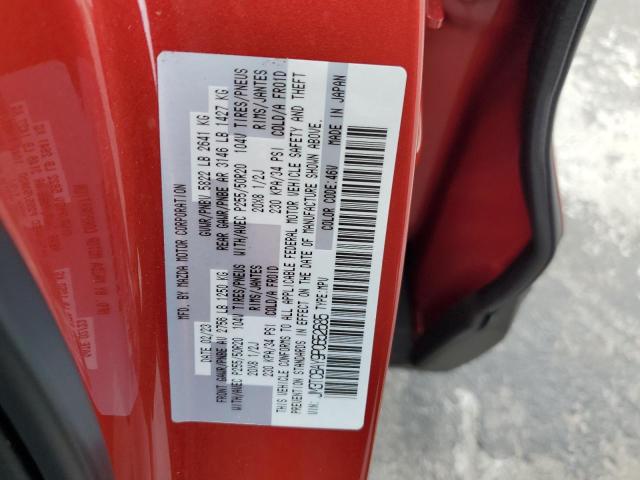 MFD. BY MAZDA MOTOR CORPORATION
DATE 02/23 GVWR/PNBV 5822 LB 2641 KG
FRONT GAWR/PNBE AV 2756 LB 1250 KG REAR GAWR/PNBE AR 3146 LB 1427 KG
WITH/AVEC P255/50R20 104V TIRES/PNEUS WITH/AVEC P255/50R20 104V TIRES/PNEUS
20X8 1/2J RIMS/JANTES 20X8 1/2J RIMS/JANTES
230 KPA/34 PSI COLD/A FROID 230 KPA/34 PSI COLD/A FROID
THIS VEHICLE CONFORMS TO ALL APPLICABLE FEDERAL MOTOR VEHICLE SAFETY AND THEFT
PREVENTION STANDARDS IN EFFECT ON THE DATE OF MANUFACTURE SHOWN ABOVE.
VIN: TYPE:MPV COLOR:46V MADE IN JAPAN